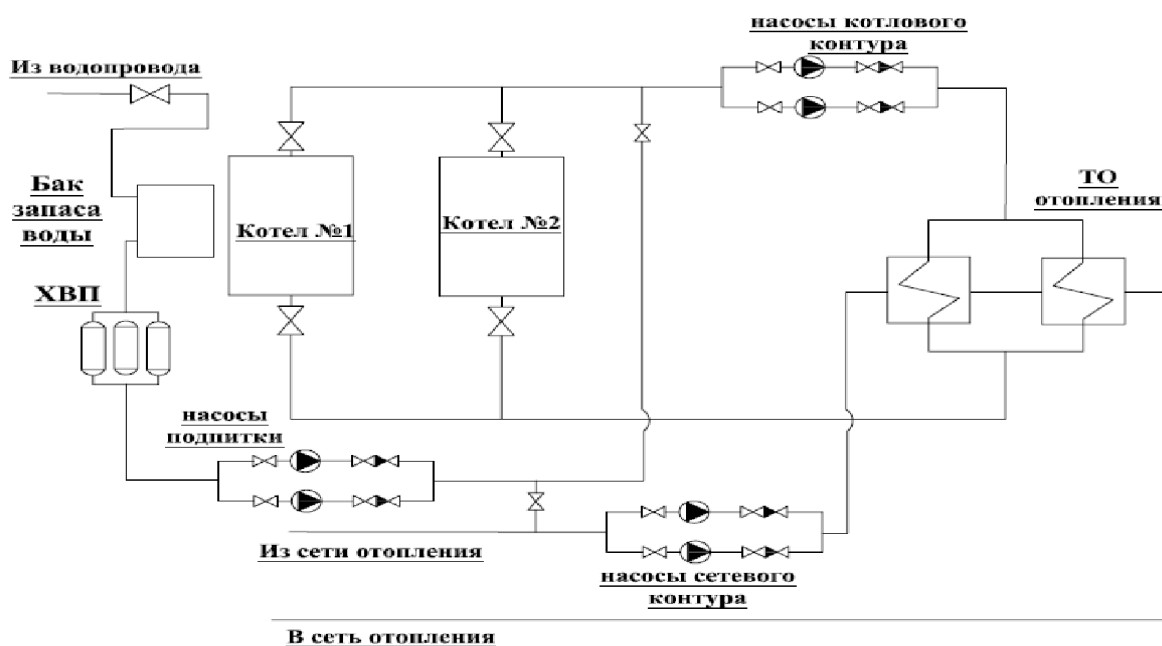 насосы котлового
контура
Из водопровода
Бак
запаса
воды
ТО
отопления
Котел №1
Котел №2
ХВП
насосы
подпитки
Из сети отопления
насосы сетевого
контура
В сеть отопления